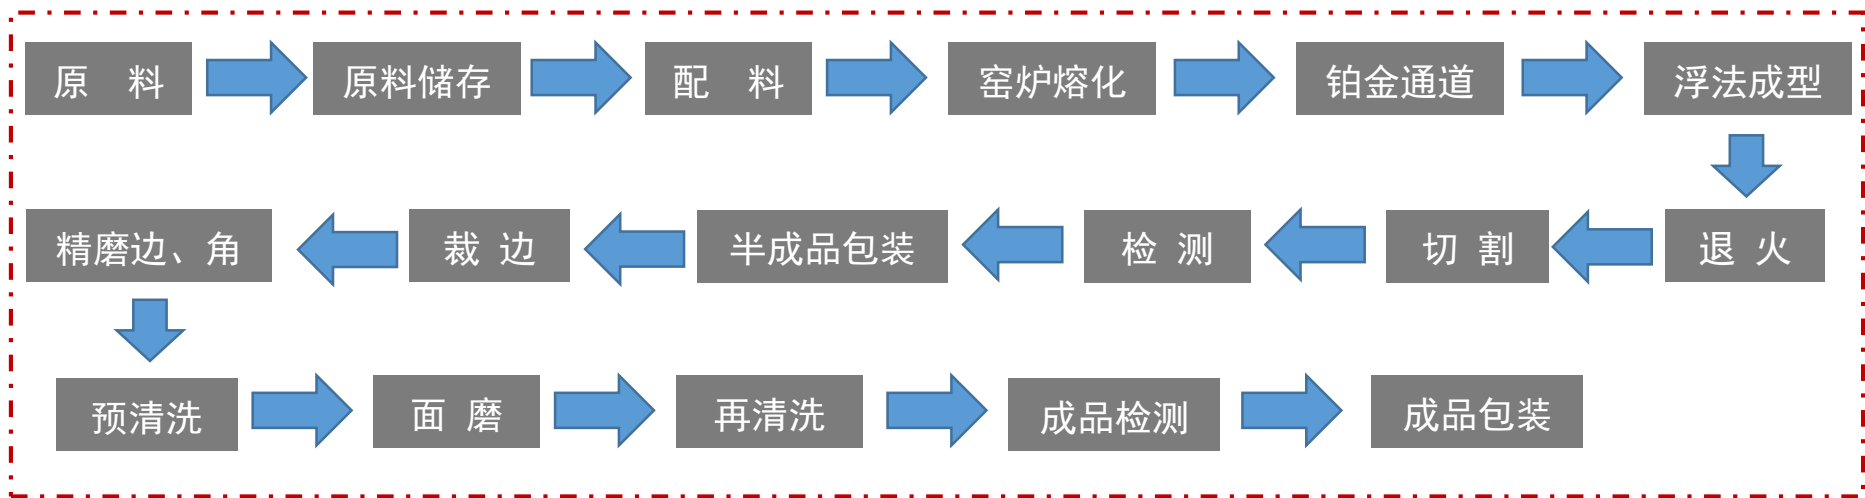 原 料
原料储存
配 料
窑炉熔化
铂金通道
浮法成型
退 火
切 割
检 测
半成品包装
裁 边
精磨边、角
预清洗
面 磨
再清洗
成品检测
成品包装